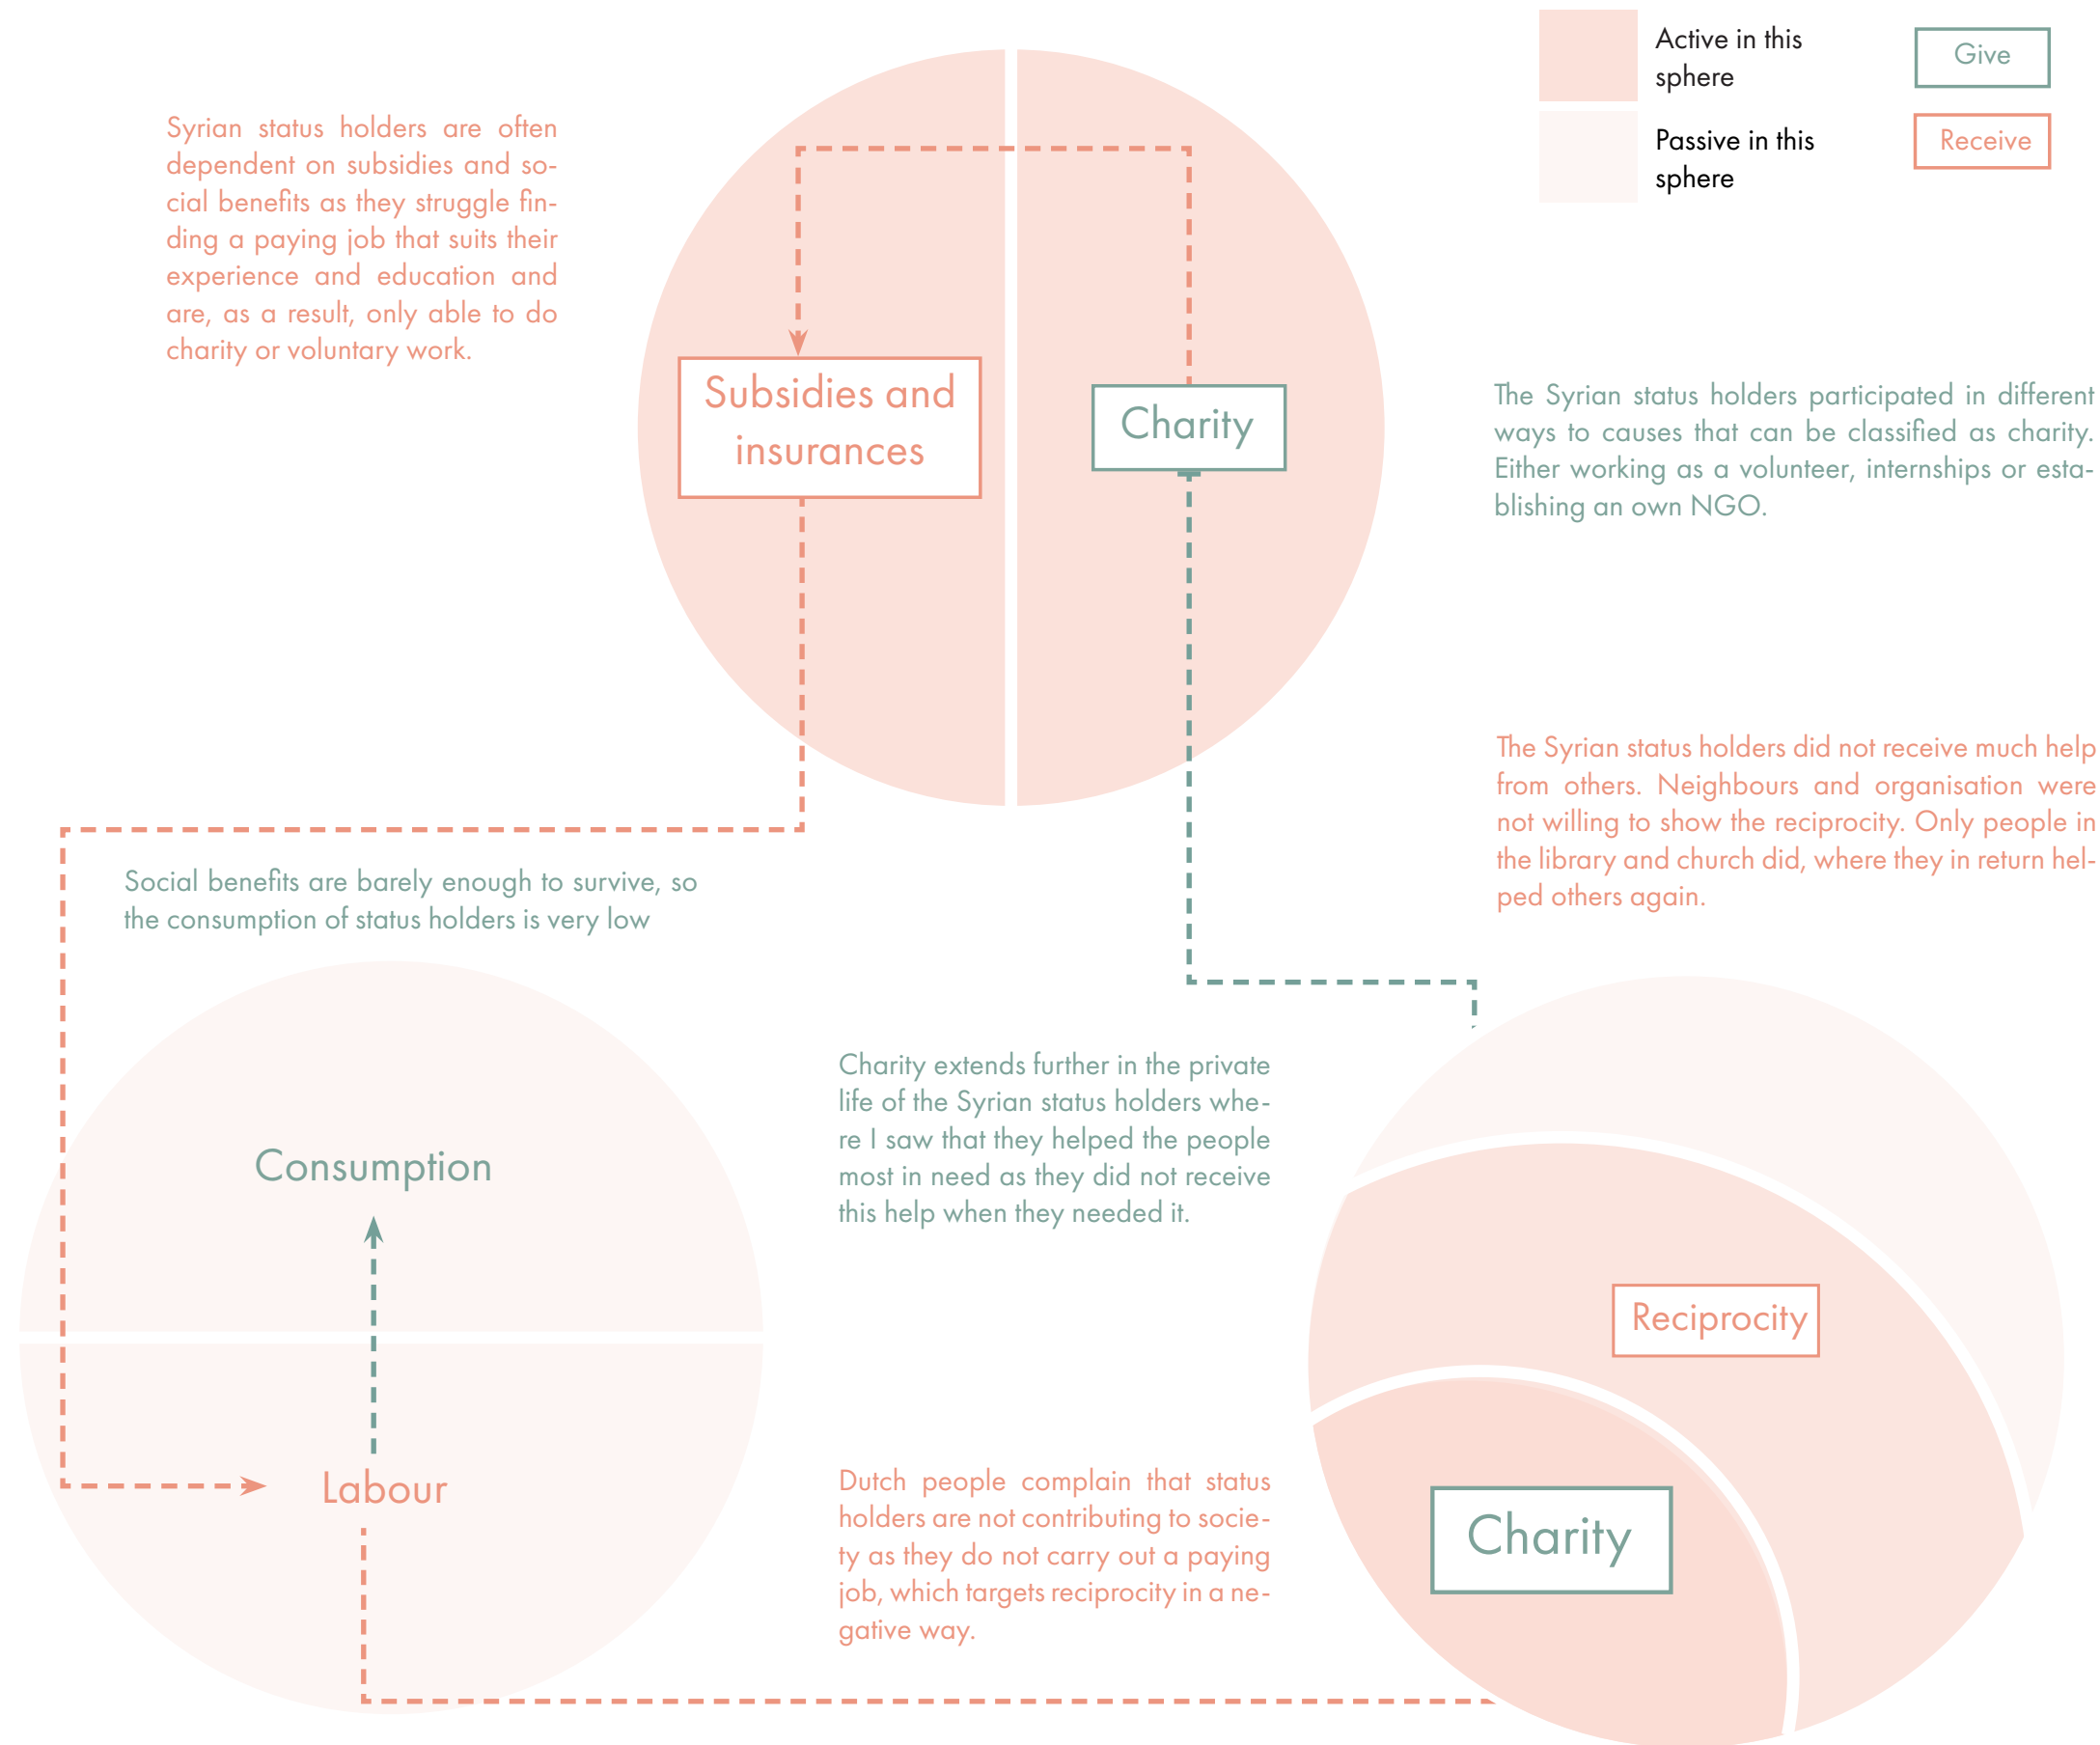 Active in this
sphere
Give
Passive in this
sphere
Receive
Syrian status holders are often
dependent on subsidies and so-
cial benefits as they struggle fin-
ding a paying job that suits their
experience and education and
are, as a result, only able to do
charity or voluntary work.
Subsidies and
insurances
Charity
The Syrian status holders participated in different
ways to causes that can be classified as charity.
Either working as a volunteer, internships or esta-
blishing an own NGO.
The Syrian status holders did not receive much help
from others. Neighbours and organisation were
not willing to show the reciprocity. Only people in
the library and church did, where they in return hel-
ped others again.
Social benefits are barely enough to survive, so
the consumption of status holders is very low
Charity extends further in the private
life of the Syrian status holders whe-
re I saw that they helped the people
most in need as they did not receive
this help when they needed it.
Consumption
Reciprocity
Labour
Dutch people complain that status
holders are not contributing to socie-
ty as they do not carry out a paying
job, which targets reciprocity in a ne-
gative way.
Charity